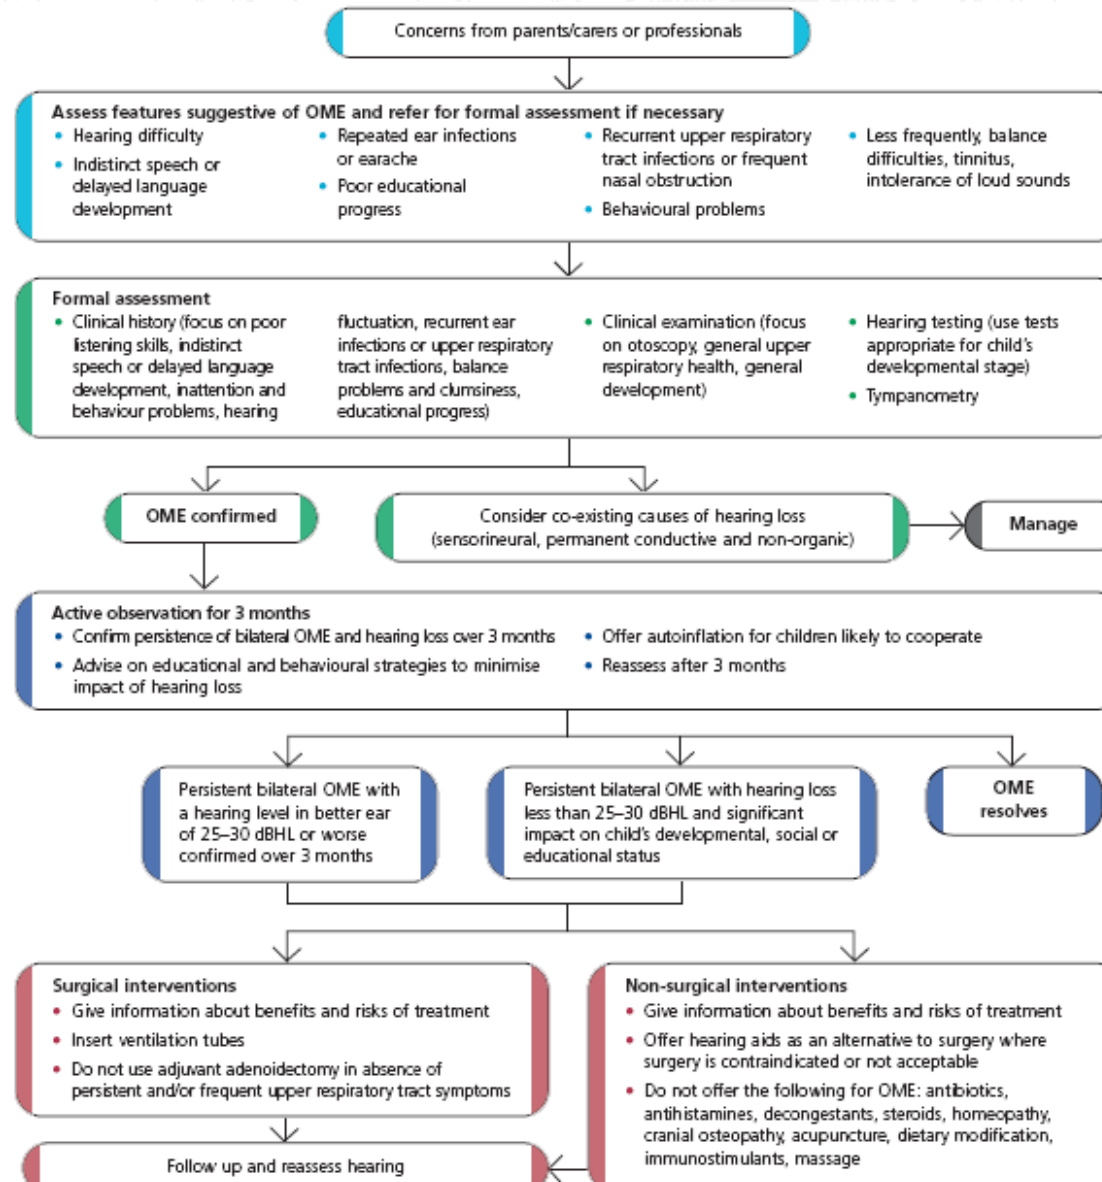 Concerns from parents/carers or professionals
Assess features suggestive of OME and refer for formal assessment if necessary
• Hearing difficulty
• Indistinct speech or
delayed language
development
• Repeated ear infections
or earache
• Poor educational
progress
• Recurrent upper respiratory
tract infections or frequent
nasal obstruction
• Behavioural problems
• Less frequently, balance
difficulties, tinnitus,
intolerance of loud sounds
Formal assessment
• Clinical history (focus on poor
listening skills, indistinct
speech or delayed language
development, inattention and
behaviour problems, hearing
fluctuation, recurrent ear
infections or upper respiratory
tract infections, balance
problems and clumsiness,
educational progress)
• Clinical examination (focus
on otoscopy, general upper
respiratory health, general
development)
• Hearing testing (use tests
appropriate for child's
developmental stage)
• Tympanometry
OME confirmed
Consider co-existing causes of hearing loss
(sensorineural, permanent conductive and non-organic)
Manage
Active observation for 3 months
• Confirm persistence of bilateral OME and hearing loss over 3 months
• Advise on educational and behavioural strategies to minimise
impact of hearing loss
• Offer autoinflation for children likely to cooperate
• Reassess after 3 months
Persistent bilateral OME with
a hearing level in better ear
of 25–30 dBHL or worse
confirmed over 3 months
Persistent bilateral OME with hearing loss
less than 25–30 dBHL and significant
impact on child's developmental, social or
educational status
OME
resolves
Surgical interventions
• Give information about benefits and risks of treatment
• Insert ventilation tubes
• Do not use adjuvant adenoidectomy in absence of
persistent and/or frequent upper respiratory tract symptoms
Non-surgical interventions
• Give information about benefits and risks of treatment
• Offer hearing aids as an alternative to surgery where
surgery is contraindicated or not acceptable
• Do not offer the following for OME: antibiotics,
antihistamines, decongestants, steroids, homeopathy,
cranial osteopathy, acupuncture, dietary modification,
immunostimulants, massage
Follow up and reassess hearing